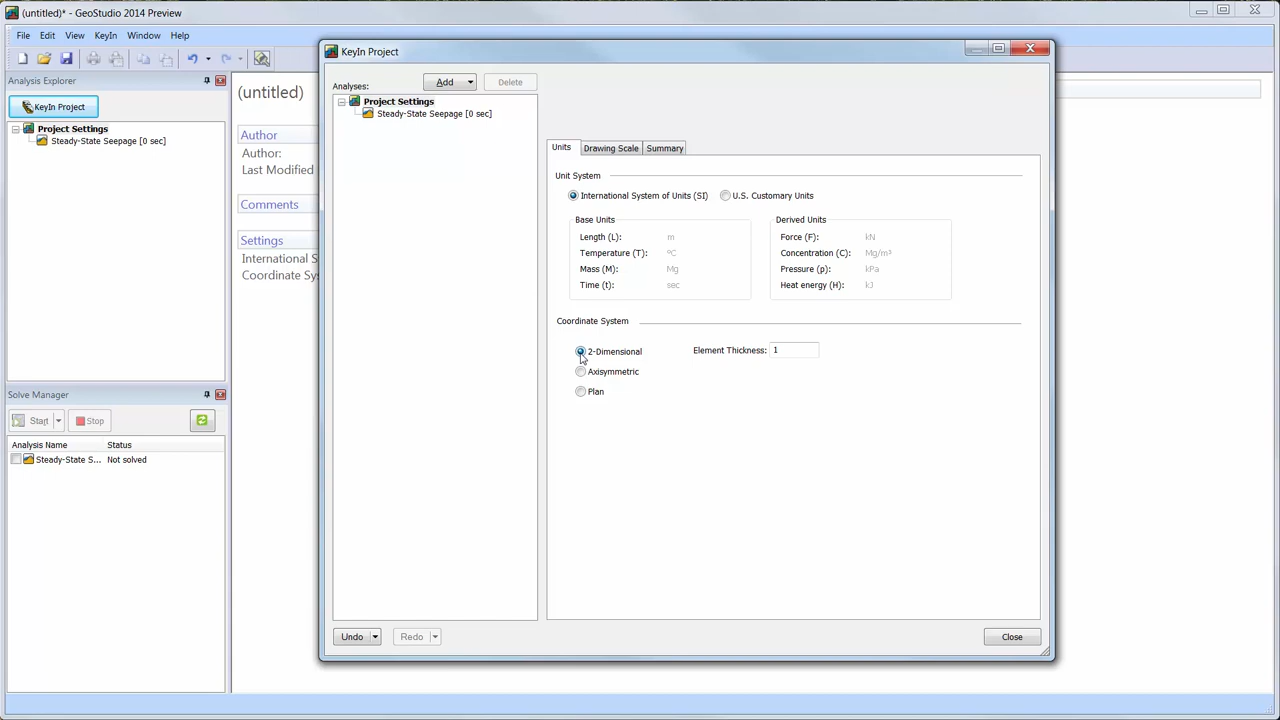 (untitled)* - GeoStudio 2014 Preview
File Edit View KeyIn Window Help
Analysis Explorer
KeyIn Project
Project Settings
Steady-State Seepage [0 sec]
Solve Manager
Start Stop
Analysis Name Status
Steady-State S... Not solved
(untitled)
Author
Author:
Last Modified
Comments
Settings
International S
Coordinate Sy
KeyIn Project
Analyses: Add Delete
Project Settings
Steady-State Seepage [0 sec]
Units Drawing Scale Summary
Unit System
International System of Units (SI) U.S. Customary Units
Base Units Derived Units
Length (L): m Force (F): kN
Temperature (T): ºC Concentration (C): Mg/m³
Mass (M): Mg Pressure (p): kPa
Time (t): sec Heat energy (H): kJ
Coordinate System
2-Dimensional Element Thickness: 1
Axisymmetric
Plan
Undo Redo Close